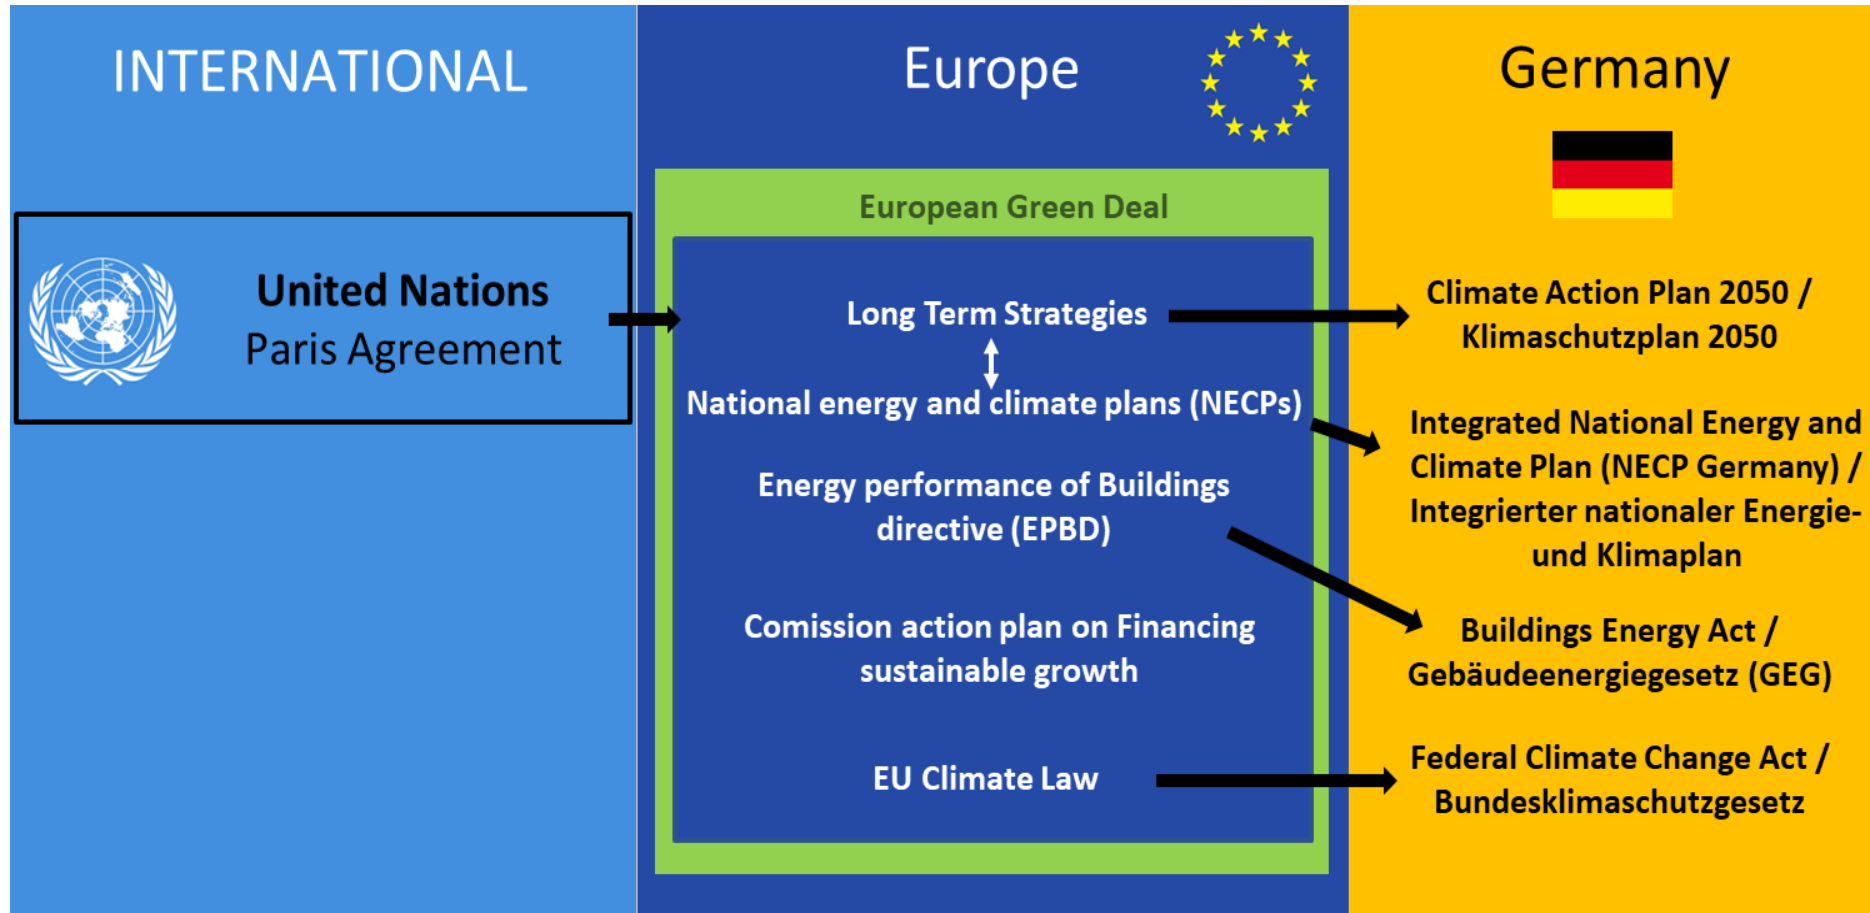 INTERNATIONAL
United Nations
Paris Agreement
Europe
European Green Deal
Long Term Strategies
National energy and climate plans (NECPs)
Energy performance of Buildings
directive (EPBD)
Comission action plan on Financing
sustainable growth
EU Climate Law
Germany
Climate Action Plan 2050 /
Klimaschutzplan 2050
Integrated National Energy and
Climate Plan (NECP Germany) /
Integrierter nationaler Energie-
und Klimaplan
Buildings Energy Act /
Gebäudeenergiegesetz (GEG)
Federal Climate Change Act /
Bundesklimaschutzgesetz